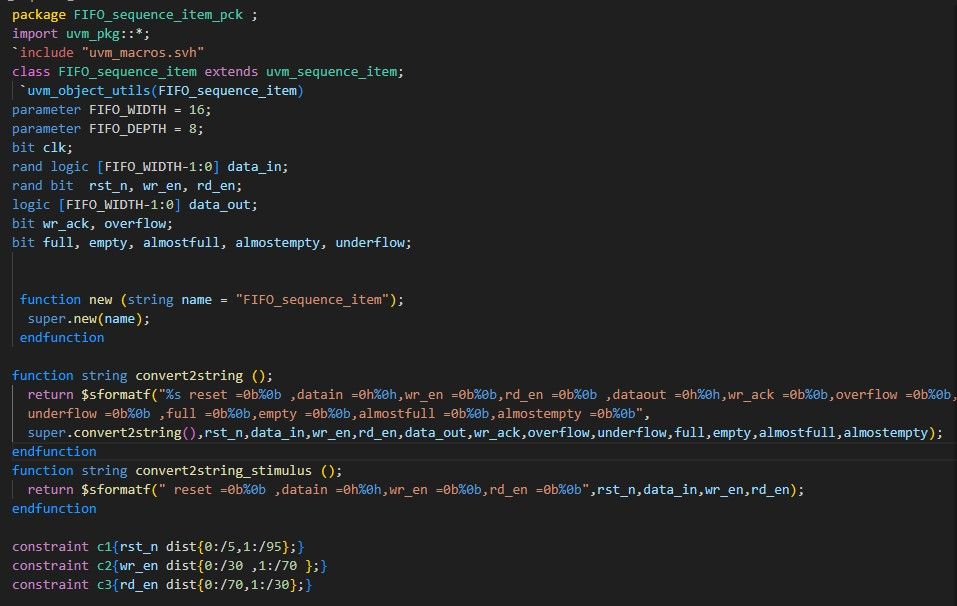 package FIFO_sequence_item_pck ;
import uvm_pkg::*;
`include "uvm_macros.svh"
class FIFO_sequence_item extends uvm_sequence_item;
`uvm_object_utils(FIFO_sequence_item)
parameter FIFO_WIDTH = 16;
parameter FIFO_DEPTH = 8;
bit clk;
rand logic [FIFO_WIDTH-1:0] data_in;
rand bit  rst_n, wr_en, rd_en;
logic [FIFO_WIDTH-1:0] data_out;
bit wr_ack, overflow;
bit full, empty, almostfull, almostempty, underflow;
function new (string name = "FIFO_sequence_item");
super.new(name);
endfunction
function string convert2string ();
return $sformatf("%s reset =0b%0b ,datain =0h%0h,wr_en =0b%0b,rd_en =0b%0b ,dataout =0h%0h,wr_ack =0b%0b,overflow =0b%0b,
underflow =0b%0b ,full =0b%0b,empty =0b%0b,almostfull =0b%0b,almostempty =0b%0b",
super.convert2string(),rst_n,data_in,wr_en,rd_en,data_out,wr_ack,overflow,underflow,full,empty,almostfull,almostempty);
endfunction
function string convert2string_stimulus ();
return $sformatf(" reset =0b%0b ,datain =0h%0h,wr_en =0b%0b,rd_en =0b%0b",rst_n,data_in,wr_en,rd_en);
endfunction
constraint c1{rst_n dist{0:/5,1:/95};}
constraint c2{wr_en dist{0:/30 ,1:/70 };}
constraint c3{rd_en dist{0:/70,1:/30};}